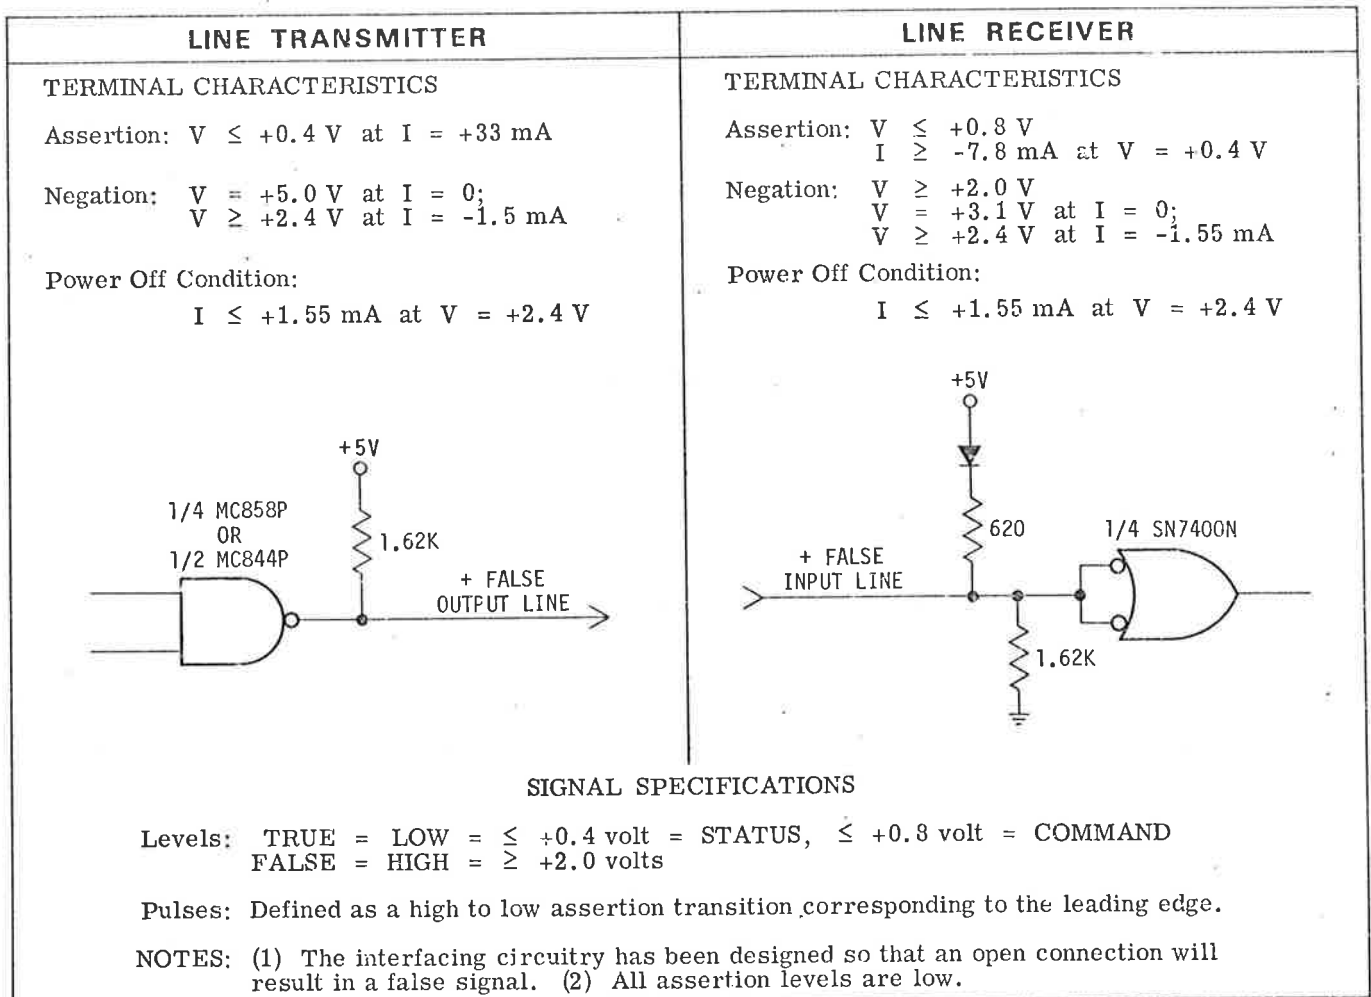 LINE TRANSMITTER
TERMINAL CHARACTERISTICS
Assertion: V ≤ +0.4 V at I = +33 mA
Negation: V = +5.0 V at I = 0;
V ≥ +2.4 V at I = -1.5 mA
Power Off Condition:
I ≤ +1.55 mA at V = +2.4 V
+5V
1/4 MC858P
OR
1/2 MC844P
1.62K
+ FALSE
OUTPUT LINE
LINE RECEIVER
TERMINAL CHARACTERISTICS
Assertion: V ≤ +0.8 V
I ≥ -7.8 mA at V = +0.4 V
Negation: V ≥ +2.0 V
V = +3.1 V at I = 0;
V ≥ +2.4 V at I = -1.55 mA
Power Off Condition:
I ≤ +1.55 mA at V = +2.4 V
+5V
620
1/4 SN7400N
+ FALSE
INPUT LINE
1.62K
SIGNAL SPECIFICATIONS
Levels: TRUE = LOW = ≤ +0.4 volt = STATUS, ≤ +0.8 volt = COMMAND
FALSE = HIGH = ≥ +2.0 volts
Pulses: Defined as a high to low assertion transition corresponding to the leading edge.
NOTES: (1) The interfacing circuitry has been designed so that an open connection will
result in a false signal. (2) All assertion levels are low.